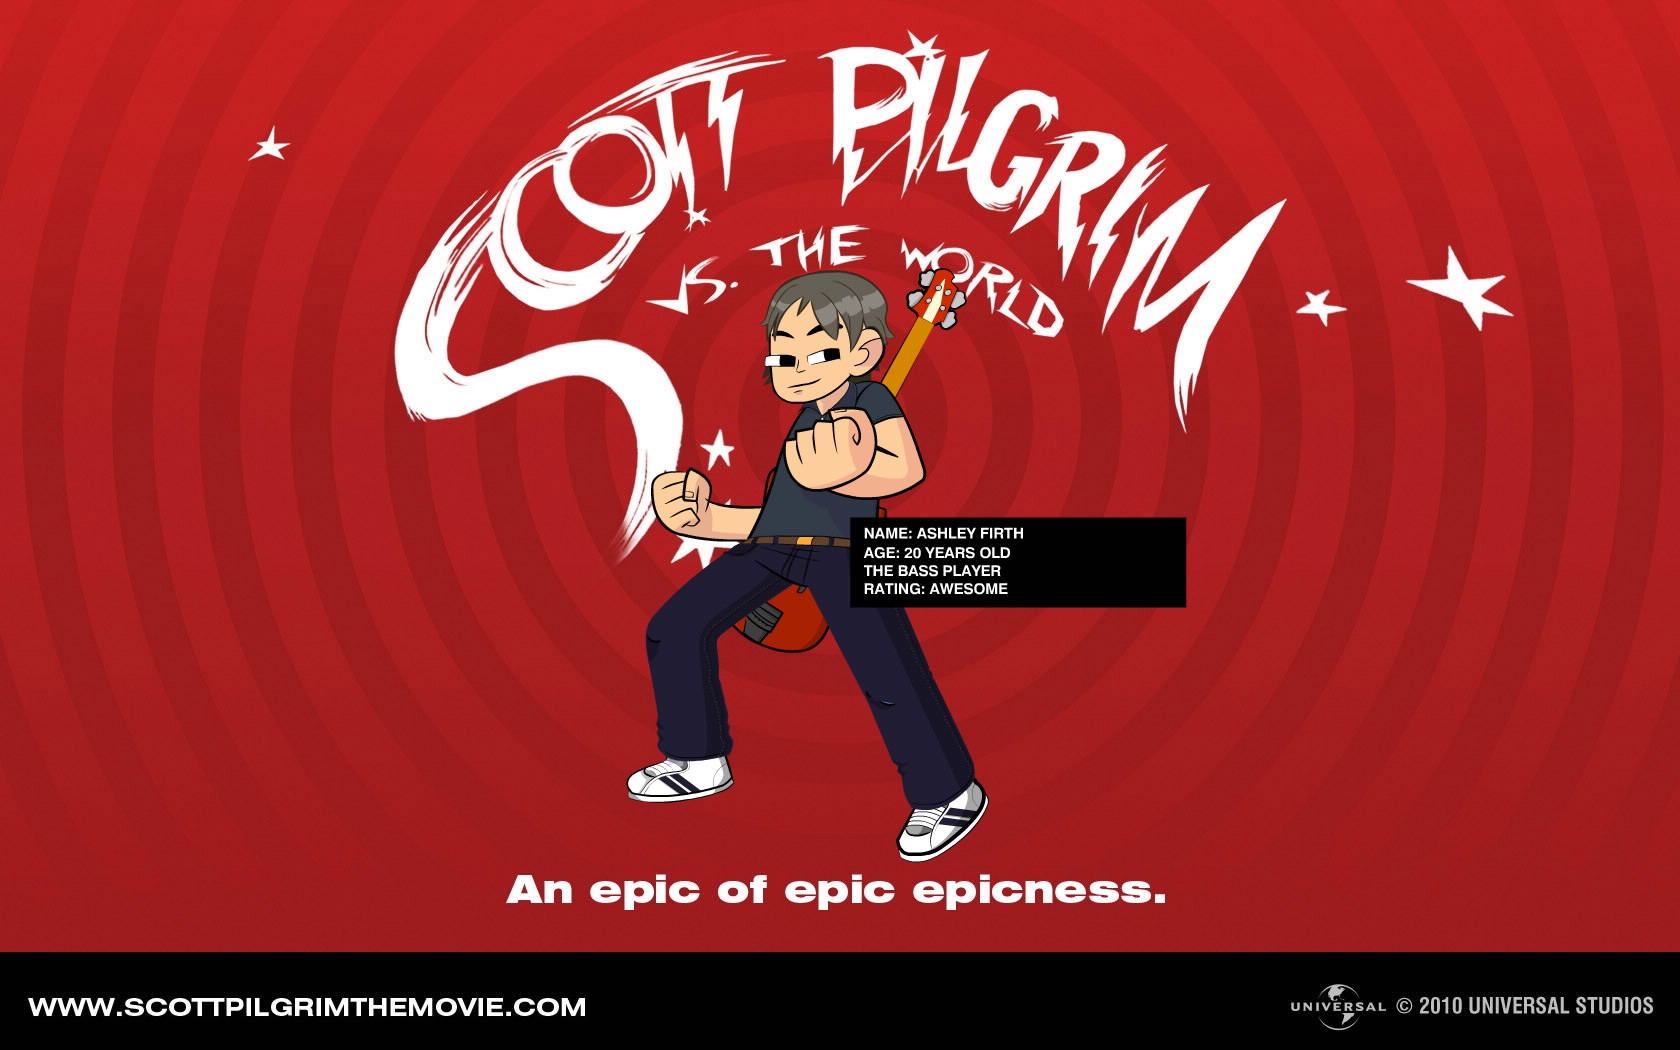 SCOTT PILGRIM
VS. THE WORLD
NAME: ASHLEY FIRTH
AGE: 20 YEARS OLD
THE BASS PLAYER
RATING: AWESOME
An epic of epic epicness.
WWW.SCOTTPILGRIMTHEMOVIE.COM
UNIVERSAL © 2010 UNIVERSAL STUDIOS